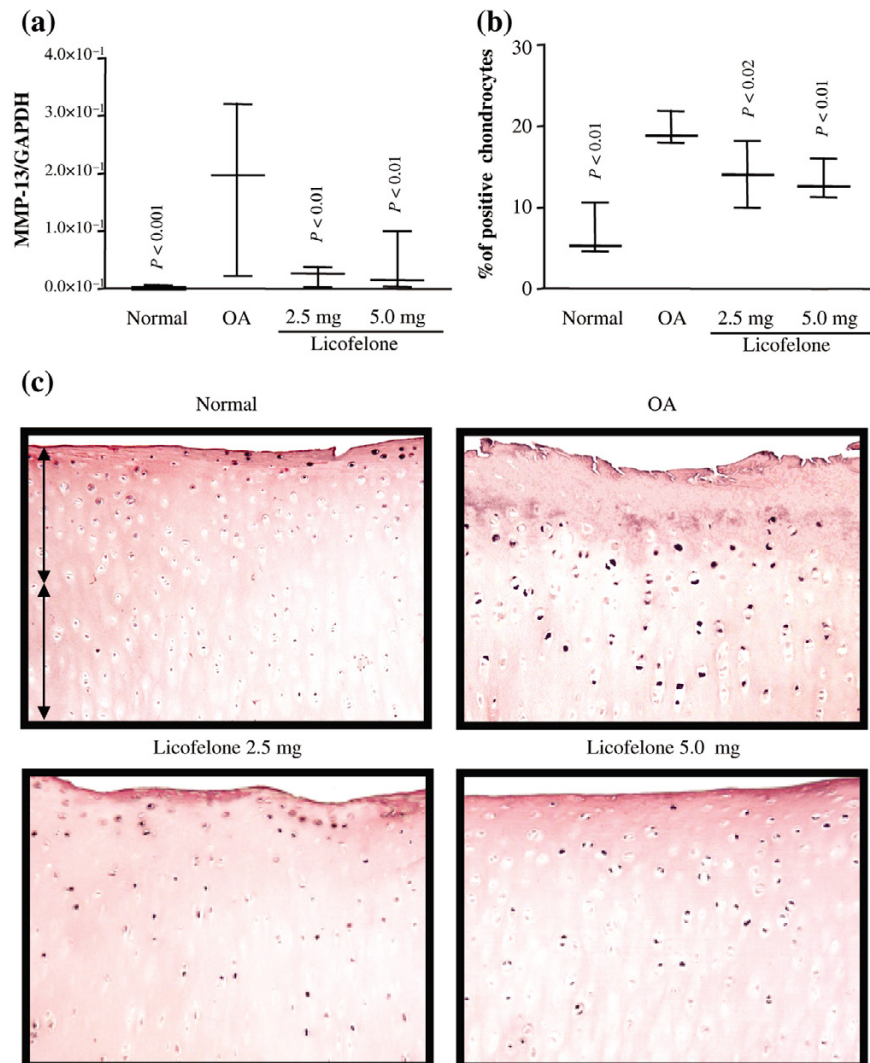 (a)
MMP-13/GAPDH
4.0×10⁻¹
3.0×10⁻¹
2.0×10⁻¹
1.0×10⁻¹
0.0×10⁻¹
P < 0.001
P < 0.01
P < 0.01
Normal OA 2.5 mg 5.0 mg
Licofelone
(b)
%of positive chondrocytes
30
20
10
0
P < 0.01
P < 0.02
P < 0.01
Normal OA 2.5 mg 5.0 mg
Licofelone
(c)
Normal OA
Licofelone 2.5 mg Licofelone 5.0 mg